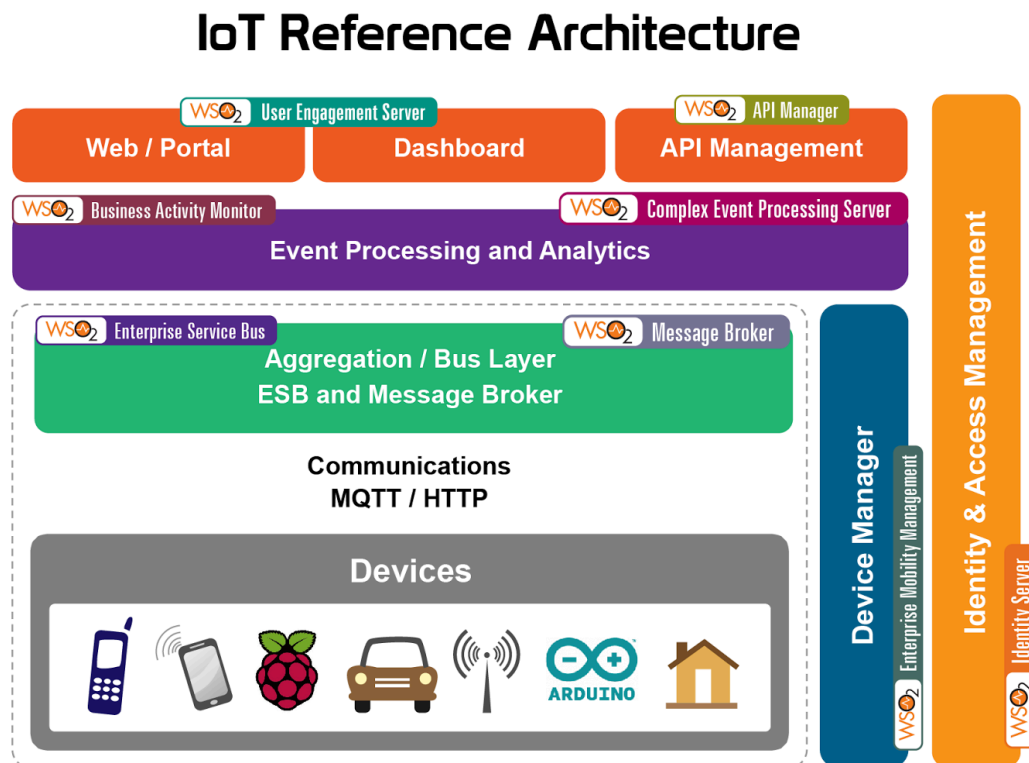 IoT Reference Architecture
WSO2 User Engagement Server
WSO2 API Manager
Web / Portal
Dashboard
API Management
WSO2 Business Activity Monitor
WSO2 Complex Event Processing Server
Event Processing and Analytics
WSO2 Enterprise Service Bus
WSO2 Message Broker
Aggregation / Bus Layer
ESB and Message Broker
Communications
MQTT / HTTP
Devices
ARDUINO
Device Manager
WSO2 Enterprise Mobility Management
Identity & Access Management
WSO2 Identity Server